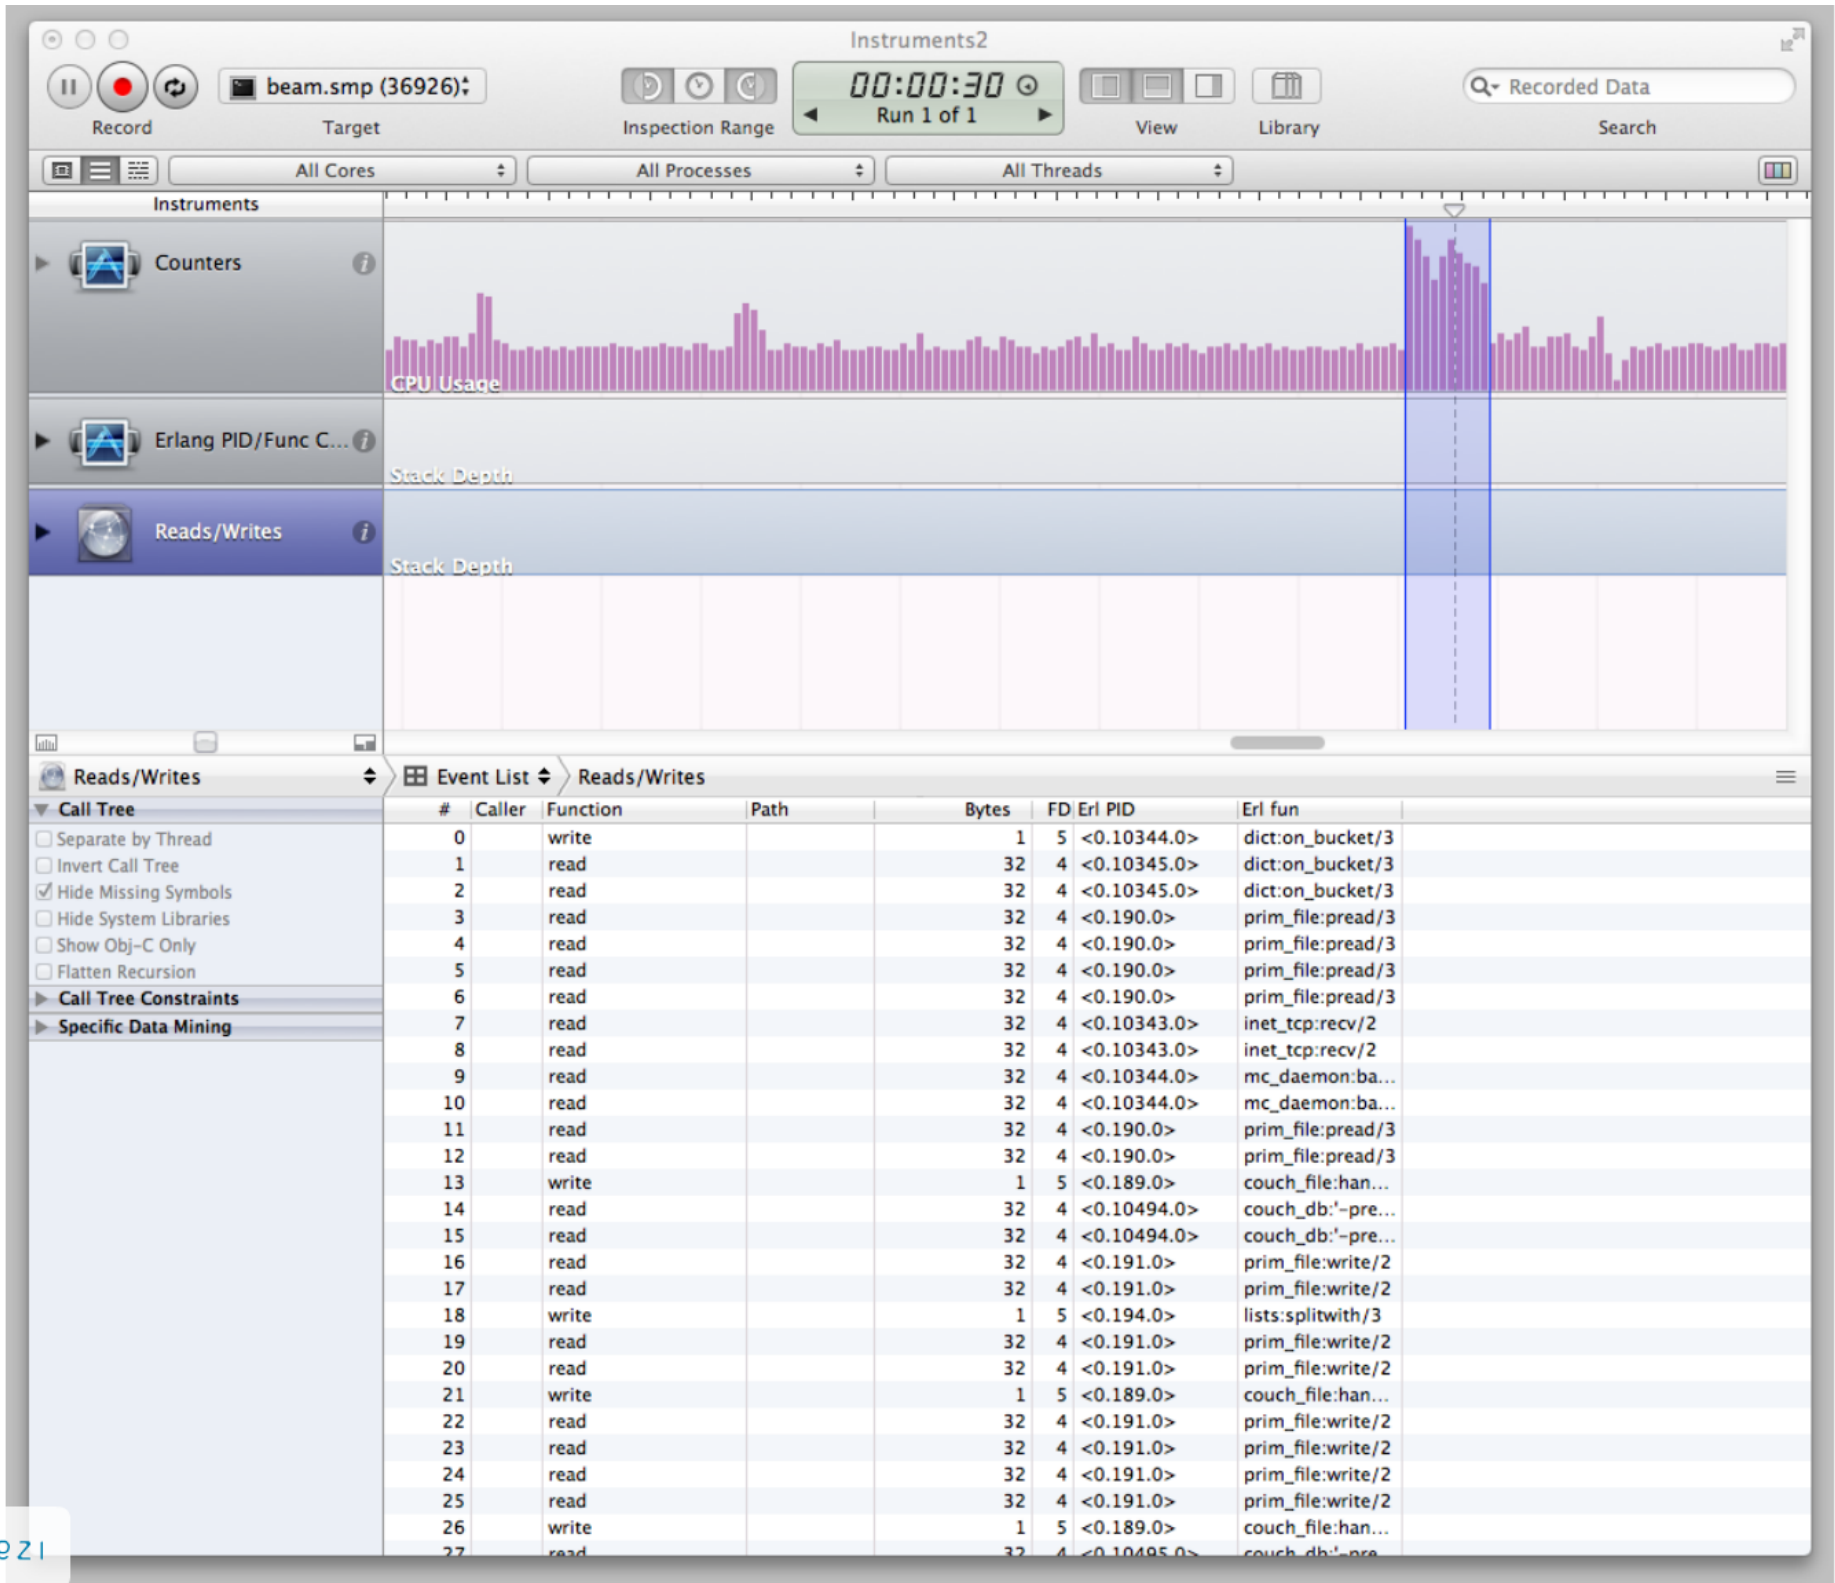 Instruments2
beam.smp (36926)
00:00:30
Run 1 of 1
Recorded Data
Record
Target
Inspection Range
View
Library
Search
All Cores
All Processes
All Threads
Instruments
Counters
CPU Usage
Erlang PID/Func C...
Stack Depth
Reads/Writes
Stack Depth
Reads/Writes
Event List
Reads/Writes
Call Tree
Separate by Thread
Invert Call Tree
Hide Missing Symbols
Hide System Libraries
Show Obj-C Only
Flatten Recursion
Call Tree Constraints
Specific Data Mining
# Caller Function Path Bytes FD Erl PID Erl fun
0 write 1 5 <0.10344.0> dict:on_bucket/3
1 read 32 4 <0.10345.0> dict:on_bucket/3
2 read 32 4 <0.10345.0> dict:on_bucket/3
3 read 32 4 <0.190.0> prim_file:pread/3
4 read 32 4 <0.190.0> prim_file:pread/3
5 read 32 4 <0.190.0> prim_file:pread/3
6 read 32 4 <0.190.0> prim_file:pread/3
7 read 32 4 <0.10343.0> inet_tcp:recv/2
8 read 32 4 <0.10343.0> inet_tcp:recv/2
9 read 32 4 <0.10344.0> mc_daemon:ba...
10 read 32 4 <0.10344.0> mc_daemon:ba...
11 read 32 4 <0.190.0> prim_file:pread/3
12 read 32 4 <0.190.0> prim_file:pread/3
13 write 1 5 <0.189.0> couch_file:han...
14 read 32 4 <0.10494.0> couch_db:'-pre...
15 read 32 4 <0.10494.0> couch_db:'-pre...
16 read 32 4 <0.191.0> prim_file:write/2
17 read 32 4 <0.191.0> prim_file:write/2
18 write 1 5 <0.194.0> lists:splitwith/3
19 read 32 4 <0.191.0> prim_file:write/2
20 read 32 4 <0.191.0> prim_file:write/2
21 write 1 5 <0.189.0> couch_file:han...
22 read 32 4 <0.191.0> prim_file:write/2
23 read 32 4 <0.191.0> prim_file:write/2
24 read 32 4 <0.191.0> prim_file:write/2
25 read 32 4 <0.191.0> prim_file:write/2
26 write 1 5 <0.189.0> couch_file:han...
27 read 32 4 <0.10495.0> couch_db:'-pre